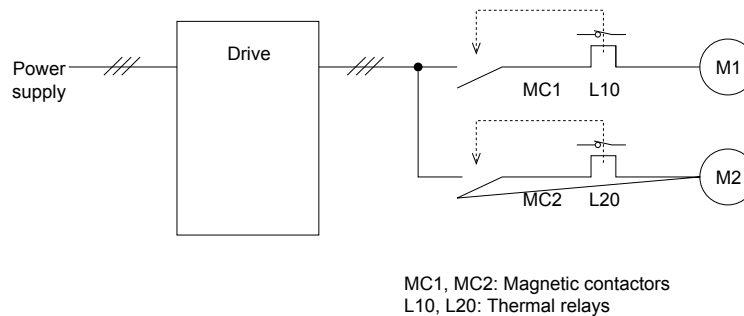 Drive
Power
supply
M1
MC1 L10
M2
MC2 L20
MC1, MC2: Magnetic contactors
L10, L20: Thermal relays